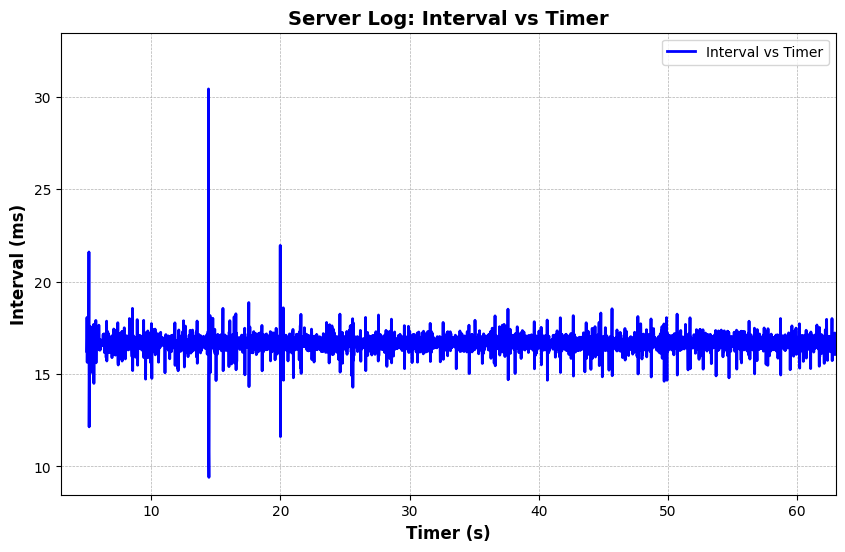 Server Log: Interval vs Timer
Interval vs Timer
30
25
20
15
10
Interval (ms)
10 20 30 40 50 60
Timer (s)